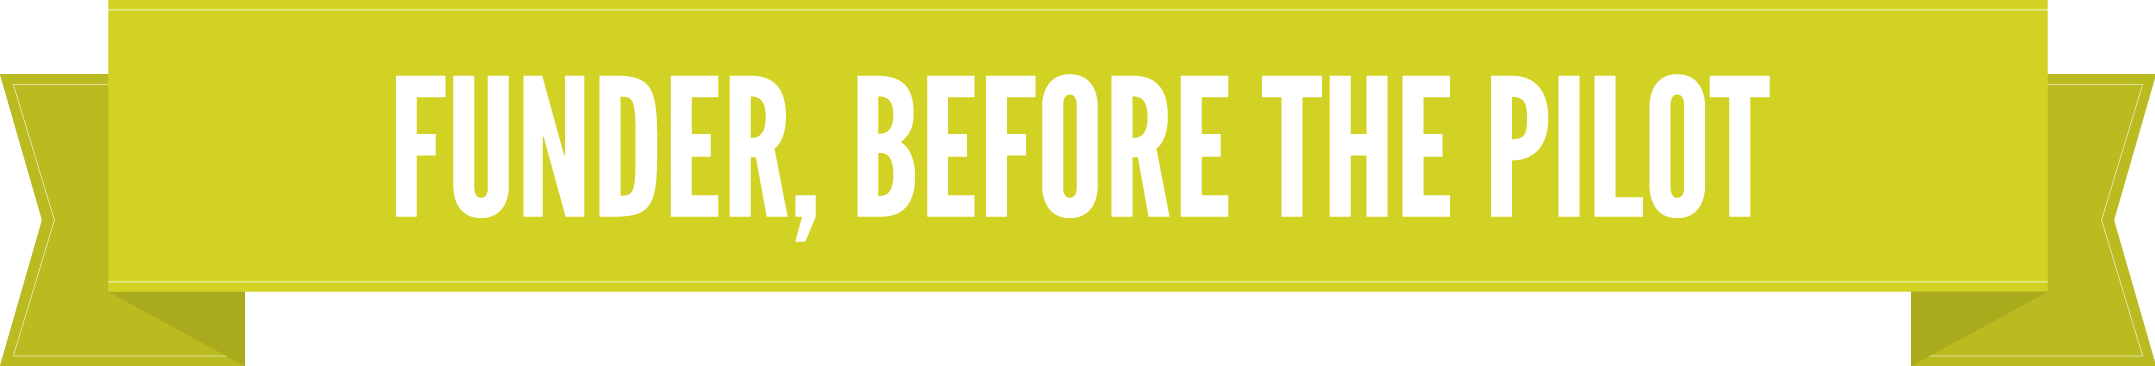 FUNDER, BEFORE THE PILOT